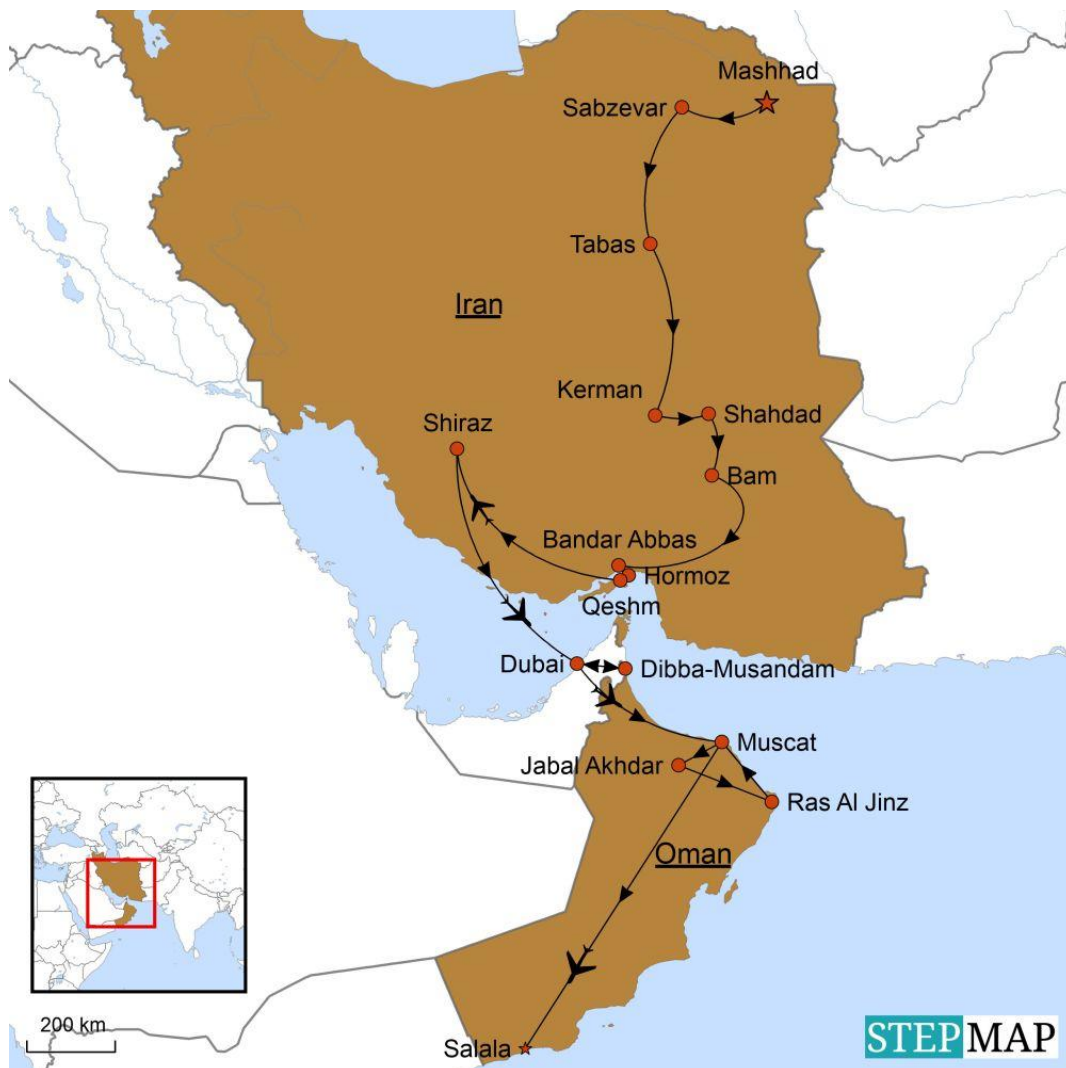 Mashhad
Sabzevar
Tabas
Iran
Kerman
Shahdad
Shiraz
Bam
Bandar Abbas
Hormoz
Qeshm
Dubai
Dibba-Musandam
Muscat
Jabal Akhdar
Ras Al Jinz
Oman
200 km
Salala
STEPMAP